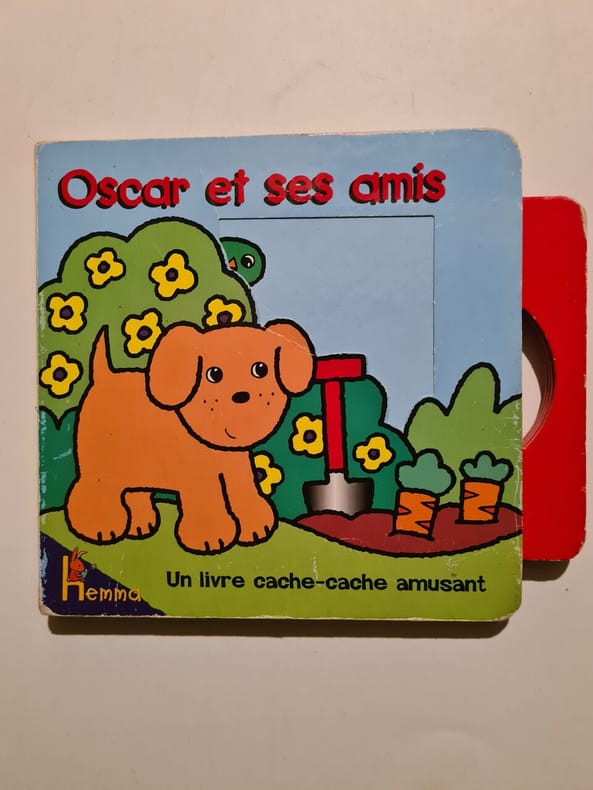 Oscar et ses amis
Un livre cache-cache amusant
hemma